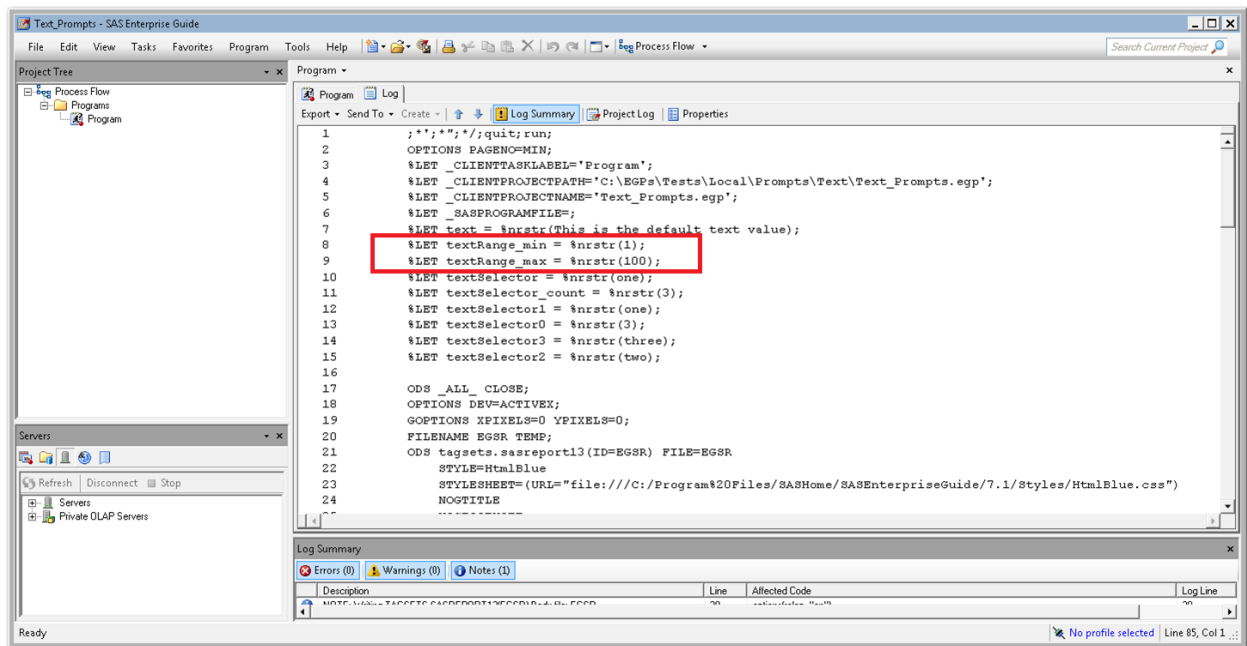 Text_Prompts - SAS Enterprise Guide
File Edit View Tasks Favorites Program Tools Help Process Flow Search Current Project
Project Tree
Process Flow
Programs
Program
Servers
Refresh Disconnect Stop
Servers
Private OLAP Servers
Program
Program Log
Export Send To Create Log Summary Project Log Properties
1 ;*';*";*/;quit;run;
2 OPTIONS PAGENO=MIN;
3 %LET _CLIENTTASKLABEL='Program';
4 %LET _CLIENTPROJECTPATH='C:\EGPs\Tests\Local\Prompts\Text\Text_Prompts.egp';
5 %LET _CLIENTPROJECTNAME='Text_Prompts.egp';
6 %LET _SASPROGRAMFILE=;
7 %LET text = %nrstr(This is the default text value);
8 %LET textRange_min = %nrstr(1);
9 %LET textRange_max = %nrstr(100);
10 %LET textSelector = %nrstr(one);
11 %LET textSelector_count = %nrstr(3);
12 %LET textSelector1 = %nrstr(one);
13 %LET textSelector0 = %nrstr(3);
14 %LET textSelector3 = %nrstr(three);
15 %LET textSelector2 = %nrstr(two);
16
17 ODS _ALL_ CLOSE;
18 OPTIONS DEV=ACTIVEX;
19 GOPTIONS XPIXELS=0 YPIXELS=0;
20 FILENAME EGSR TEMP;
21 ODS tagsets.sasreport13(ID=EGSR) FILE=EGSR
22 STYLE=HtmlBlue
23 STYLESHEET=(URL="file:///C:/Program%20Files/SASHome/SASEnterpriseGuide/7.1/Styles/HtmlBlue.css")
24 NOGTITLE
Log Summary
Errors (0) Warnings (0) Notes (1)
Description Line Affected Code Log Line
Ready No profile selected Line 85, Col 1